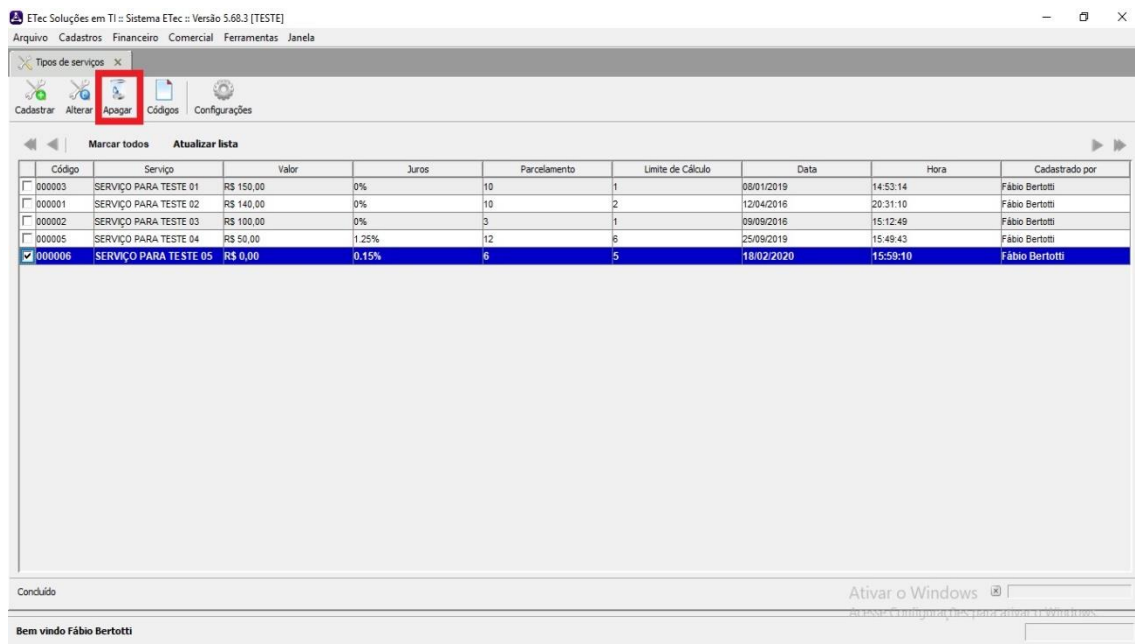 ETec Soluções em TI :: Sistema ETec :: Versão 5.68.3 [TESTE]
Arquivo Cadastros Financeiro Comercial Ferramentas Janela
Tipos de serviços
Cadastrar Alterar Apagar Códigos Configurações
Marcar todos Atualizar lista
Código Serviço Valor Juros Parcelamento Limite de Cálculo Data Hora Cadastrado por
000003 SERVIÇO PARA TESTE 01 R$ 150,00 0% 10 1 08/01/2019 14:53:14 Fábio Bertotti
000001 SERVIÇO PARA TESTE 02 R$ 140,00 0% 10 2 12/04/2016 20:31:10 Fábio Bertotti
000002 SERVIÇO PARA TESTE 03 R$ 100,00 0% 3 1 09/09/2016 15:12:49 Fábio Bertotti
000005 SERVIÇO PARA TESTE 04 R$ 50,00 1.25% 12 6 25/09/2019 15:49:43 Fábio Bertotti
000006 SERVIÇO PARA TESTE 05 R$ 0,00 0.15% 6 5 18/02/2020 15:59:10 Fábio Bertotti
Concluído Ativar o Windows
Acesse Configurações para ativar o Windows.
Bem vindo Fábio Bertotti